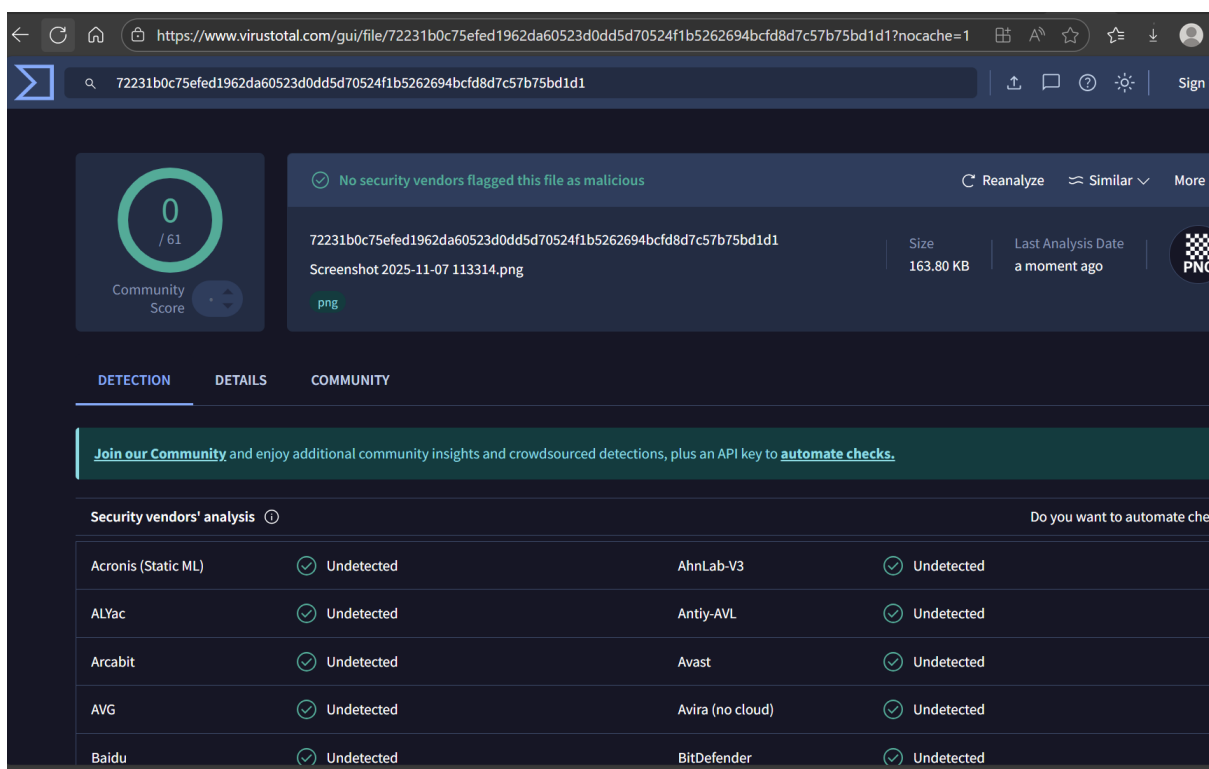 https://www.virustotal.com/gui/file/72231b0c75efed1962da60523d0dd5d70524f1b5262694bcfd8d7c57b75bd1d1?nocache=1
72231b0c75efed1962da60523d0dd5d70524f1b5262694bcfd8d7c57b75bd1d1
Sign
0
/ 61
Community
Score
No security vendors flagged this file as malicious
Reanalyze
Similar
More
72231b0c75efed1962da60523d0dd5d70524f1b5262694bcfd8d7c57b75bd1d1
Screenshot 2025-11-07 113314.png
png
Size
163.80 KB
Last Analysis Date
a moment ago
PNG
DETECTION DETAILS COMMUNITY
Join our Community and enjoy additional community insights and crowdsourced detections, plus an API key to automate checks.
Security vendors' analysis
Do you want to automate che
Acronis (Static ML) Undetected AhnLab-V3 Undetected
ALYac Undetected Antiy-AVL Undetected
Arcabit Undetected Avast Undetected
AVG Undetected Avira (no cloud) Undetected
Baidu Undetected BitDefender Undetected